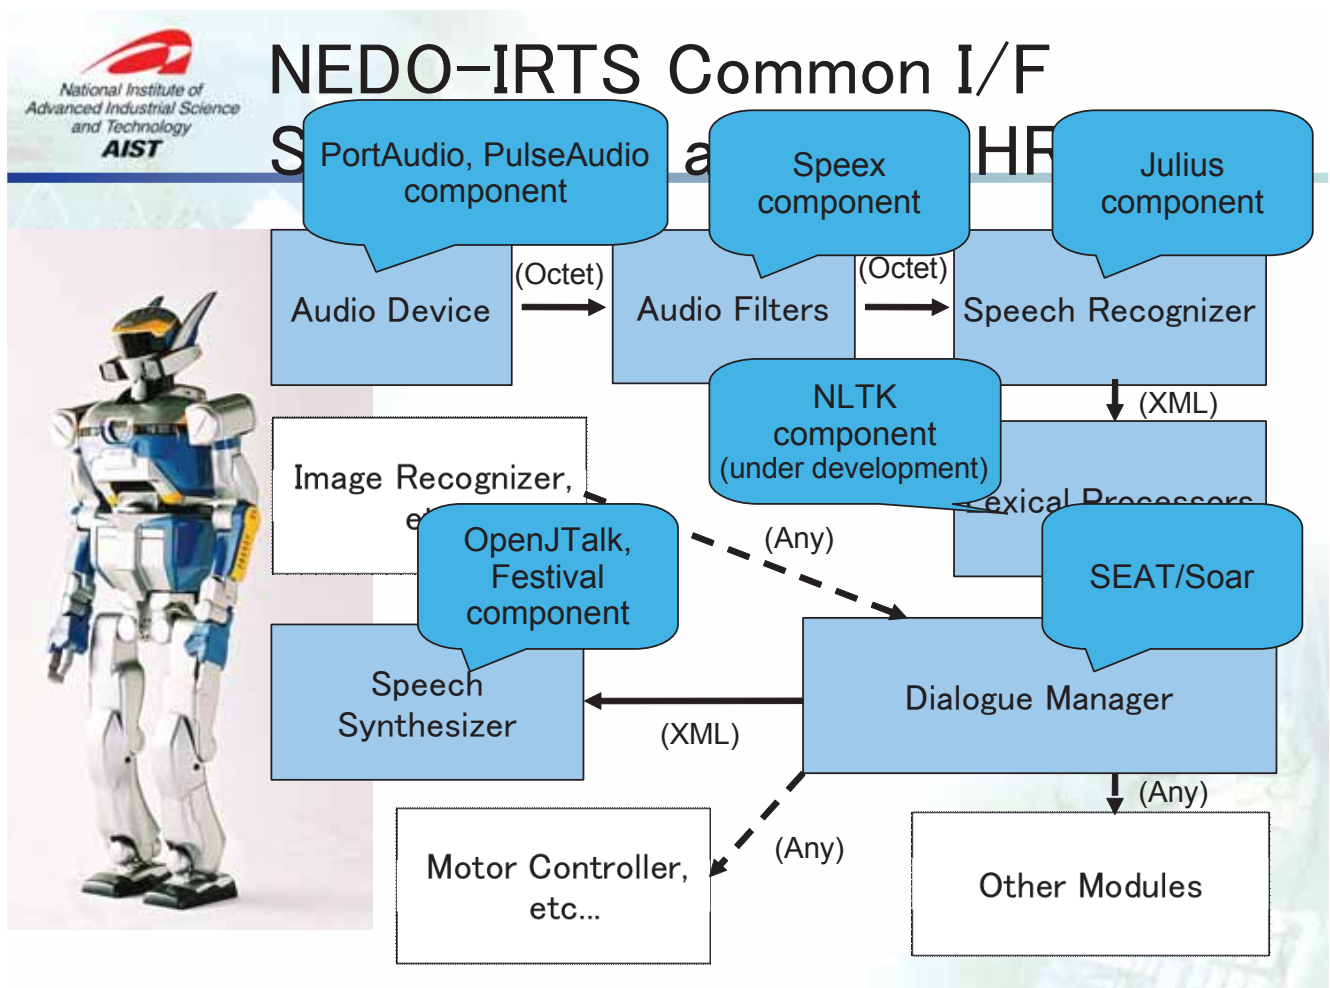 National Institute of
Advanced Industrial Science
and Technology
AIST
NEDO-IRTS Common I/F
PortAudio, PulseAudio
component
Speex
component
Julius
component
Audio Device
(Octet)
Audio Filters
(Octet)
Speech Recognizer
(XML)
NLTK
component
(under development)
Lexical Processors
Image Recognizer,
(Any)
OpenJTalk,
Festival
component
SEAT/Soar
Speech
Synthesizer
(XML)
Dialogue Manager
(Any)
(Any)
Motor Controller,
etc...
Other Modules